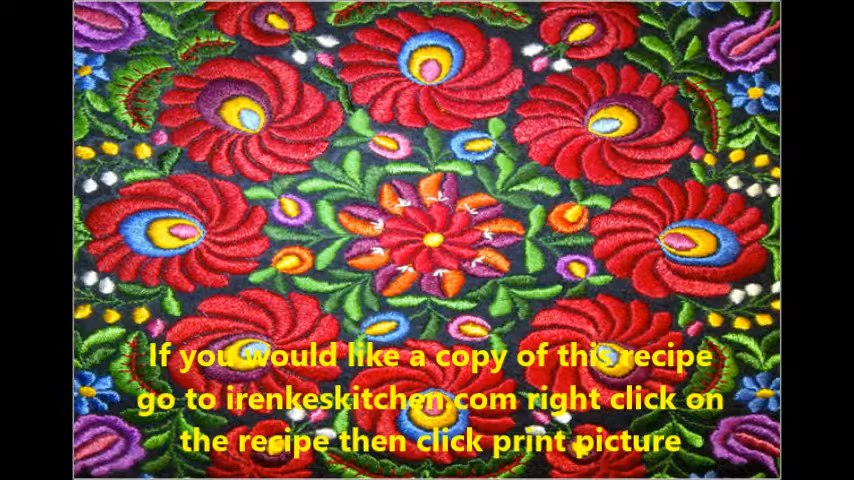 If you would like a copy of this recipe
go to irenkeskitchen.com right click on
the recipe then click print picture